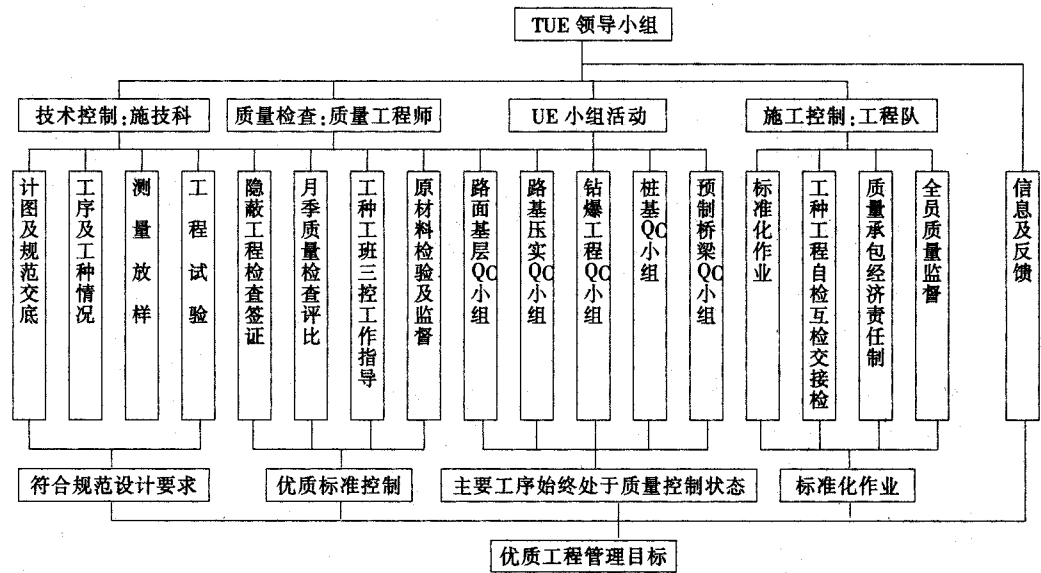 TUE 领导小组
技术控制:施技科
质量检查:质量工程师
UE 小组活动
施工控制:工程队
计图及规范交底
工序及工种情况
测量放样
工程试验
隐蔽工程检查签证
月季质量检查评比
工种工班三控工作指导
原材料检验及监督
路面基层QC小组
路基压实QC小组
钻爆工程QC小组
桩基QC小组
预制桥梁QC小组
标准化作业
工种工程自检互检交接检
质量承包经济责任制
全员质量监督
信息及反馈
符合规范设计要求
优质标准控制
主要工序始终处于质量控制状态
标准化作业
优质工程管理目标